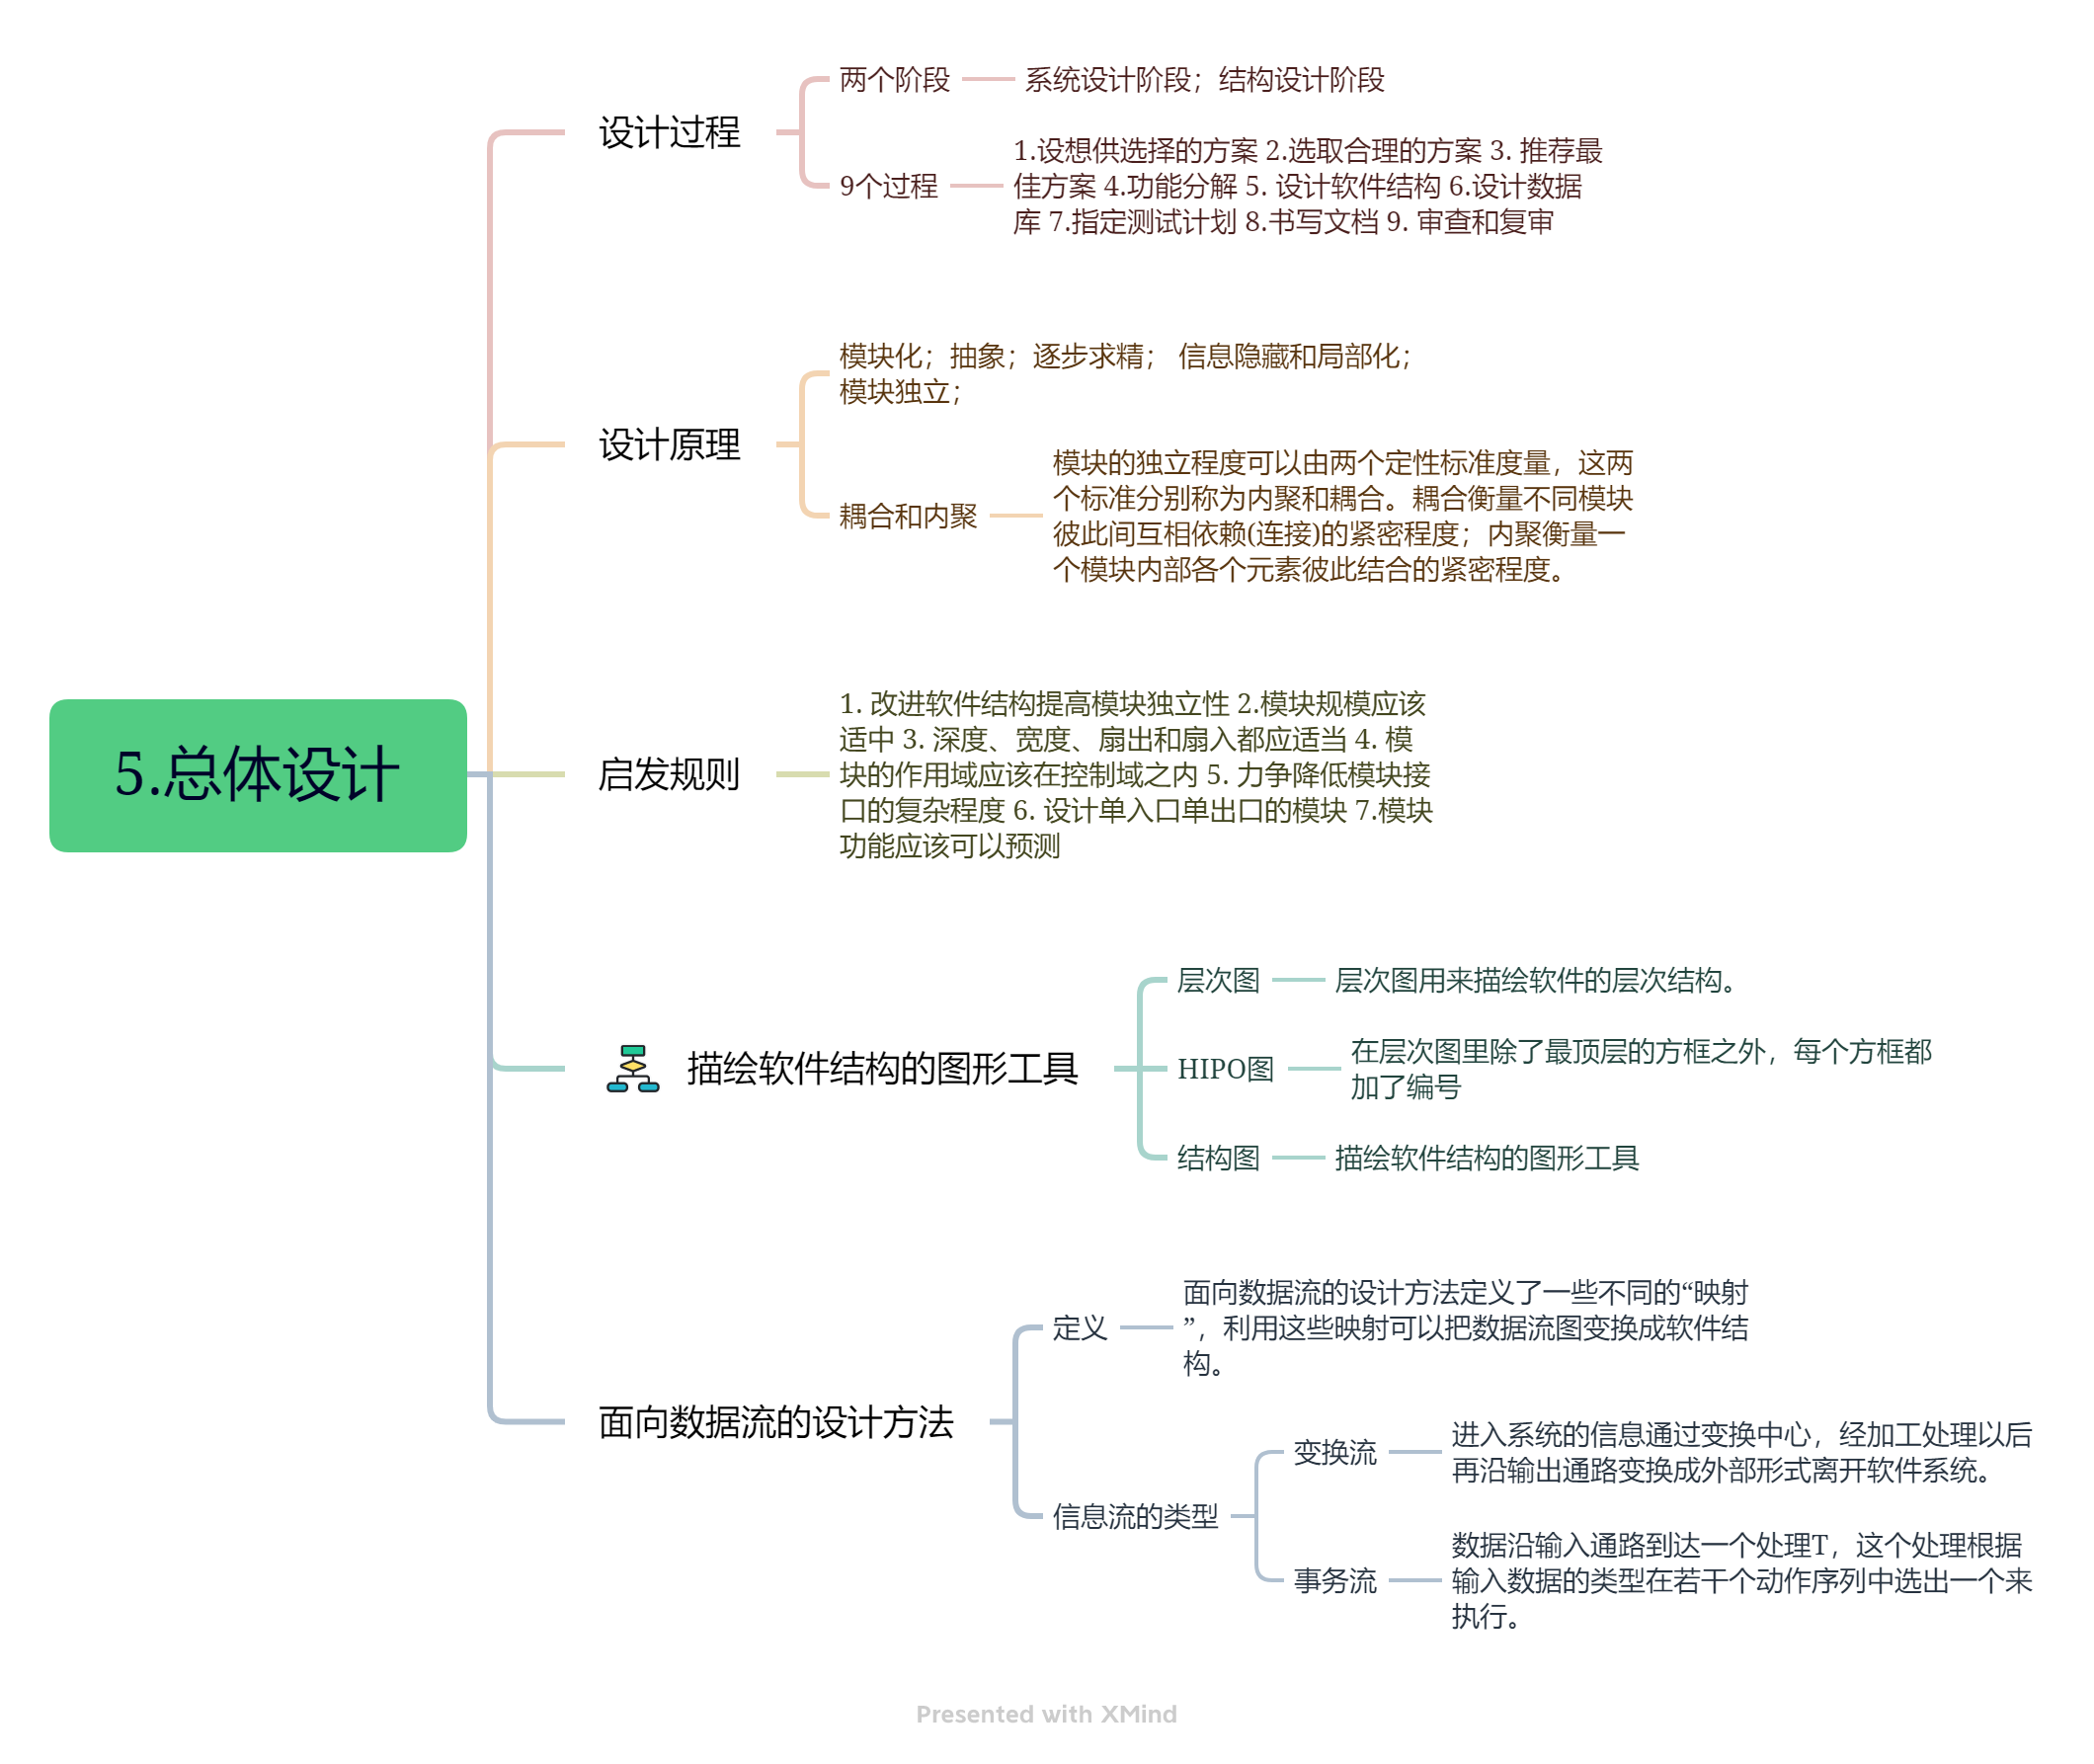 5.总体设计
设计过程
两个阶段
系统设计阶段；结构设计阶段
9个过程
1.设想供选择的方案 2.选取合理的方案 3. 推荐最
佳方案 4.功能分解 5. 设计软件结构 6.设计数据
库 7.指定测试计划 8.书写文档 9. 审查和复审
设计原理
模块化；抽象；逐步求精； 信息隐藏和局部化；
模块独立；
耦合和内聚
模块的独立程度可以由两个定性标准度量，这两
个标准分别称为内聚和耦合。耦合衡量不同模块
彼此间互相依赖(连接)的紧密程度；内聚衡量一
个模块内部各个元素彼此结合的紧密程度。
启发规则
1. 改进软件结构提高模块独立性 2.模块规模应该
适中 3. 深度、宽度、扇出和扇入都应适当 4. 模
块的作用域应该在控制域之内 5. 力争降低模块接
口的复杂程度 6. 设计单入口单出口的模块 7.模块
功能应该可以预测
描绘软件结构的图形工具
层次图
层次图用来描绘软件的层次结构。
HIPO图
在层次图里除了最顶层的方框之外，每个方框都
加了编号
结构图
描绘软件结构的图形工具
面向数据流的设计方法
定义
面向数据流的设计方法定义了一些不同的“映射
”，利用这些映射可以把数据流图变换成软件结
构。
信息流的类型
变换流
进入系统的信息通过变换中心，经加工处理以后
再沿输出通路变换成外部形式离开软件系统。
事务流
数据沿输入通路到达一个处理T，这个处理根据
输入数据的类型在若干个动作序列中选出一个来
执行。
Presented with XMind